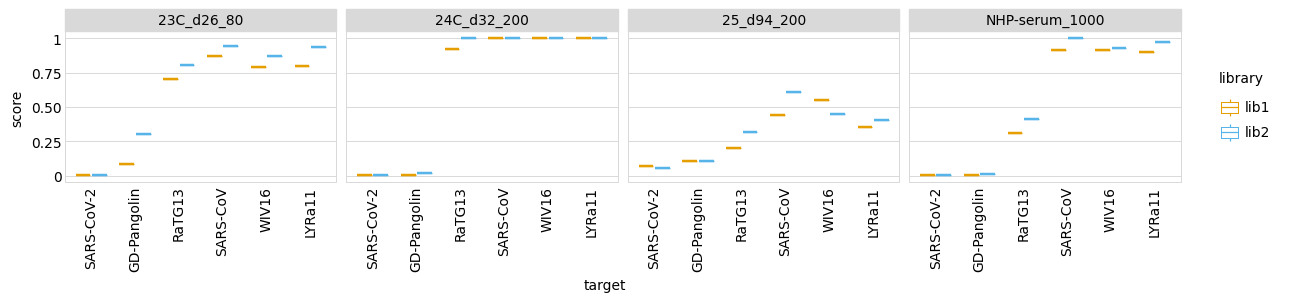 23C_d26_80 24C_d32_200 25_d94_200 NHP-serum_1000
score
1
0.75
0.50
0.25
0
SARS-CoV-2 GD-Pangolin RaTG13 SARS-CoV WIV16 LYRa11 SARS-CoV-2 GD-Pangolin RaTG13 SARS-CoV WIV16 LYRa11 SARS-CoV-2 GD-Pangolin RaTG13 SARS-CoV WIV16 LYRa11 SARS-CoV-2 GD-Pangolin RaTG13 SARS-CoV WIV16 LYRa11
target
library
lib1
lib2